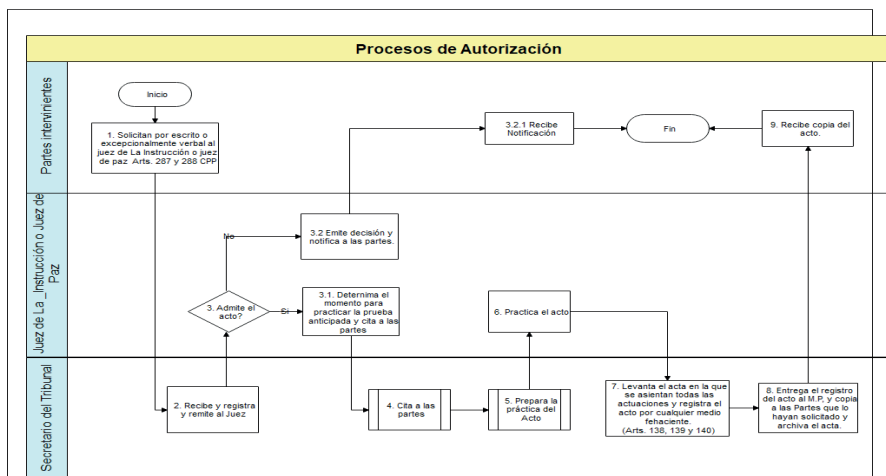 Procesos de Autorización
Partes intervinientes
Inicio
1. Solicitan por escrito o
excepcionalmente verbal al
juez de La Instrucción o juez
de paz  Arts. 287 y 288 CPP
3.2.1 Recibe
Notificación
Fin
9. Recibe copia del
acto.
Juez de La _Instrucción o Juez de
Paz
No
3.2 Emite decisión y
notifica a las partes.
3. Admite el
acto?
Si
3.1. Deternima el
momento para
practicar la prueba
anticipada y cita a las
partes
6. Practica el acto
Secretario del Tribunal
2. Recibe y registra
y remite al Juez
4. Cita a las
partes
5. Prepara la
práctica del
Acto
7. Levanta el acta en la que
se asientan todas las
actuaciones y registra el
acto por cualquier medio
fehaciente.
(Arts. 138, 139 y 140)
8. Entrega el registro
del acto al M.P, y copia
a las Partes que lo
hayan solicitado y
archiva el acta.